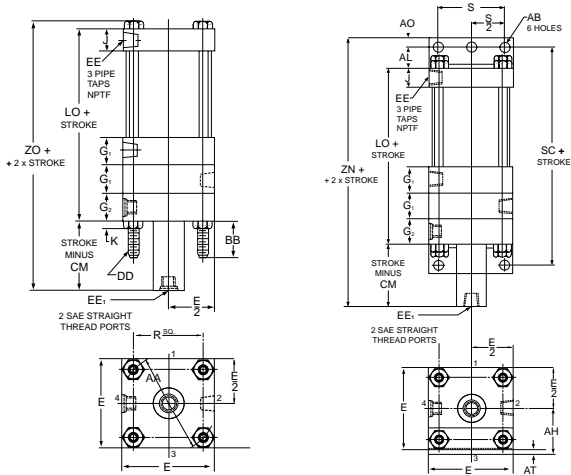 S
S
2
AB
6 HOLES
AO
AL
J
EE
3 PIPE
TAPS
NPTF
LO +
STROKE
ZO +
+ 2 x STROKE
G1
G1
G2
K
BB
STROKE
MINUS
CM
DD
EE1
E
2
2 SAE STRAIGHT
THREAD PORTS
R SQ.
1
AA
E
2
E
4
2
3
E
J
EE
3 PIPE
TAPS
NPTF
LO +
STROKE
ZN +
+ 2 x STROKE
SC +
STROKE
G1
G1
G2
STROKE
MINUS
CM
EE1
2 SAE STRAIGHT
THREAD PORTS
E
2
1
E
2
E
4
2
AH
3
E
AT